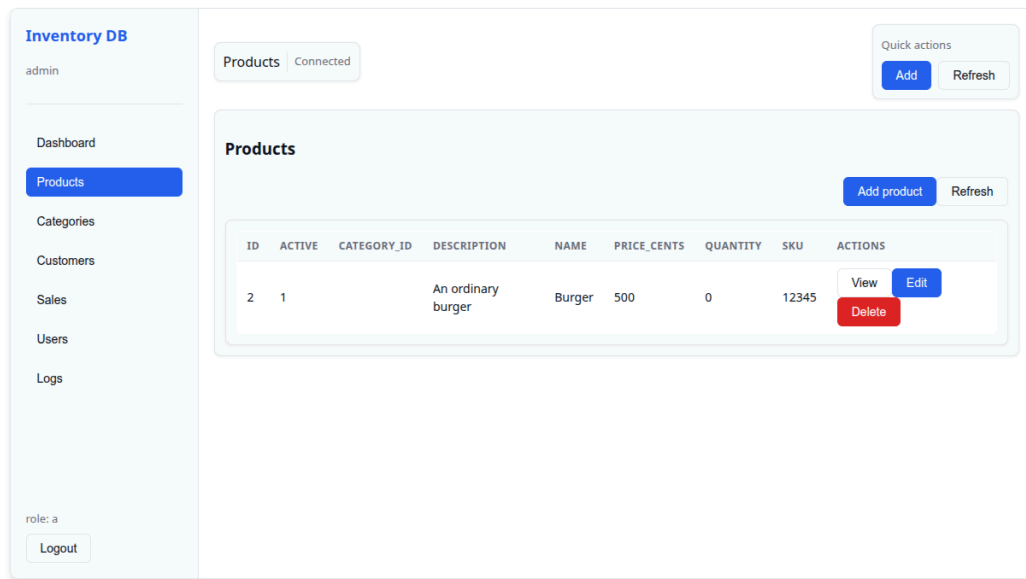 Inventory DB
admin
Dashboard
Products
Categories
Customers
Sales
Users
Logs
role: a
Logout
Products Connected
Quick actions
Add Refresh
Products
Add product Refresh
ID ACTIVE CATEGORY_ID DESCRIPTION NAME PRICE_CENTS QUANTITY SKU ACTIONS
2 1 An ordinary burger Burger 500 0 12345 View Edit
Delete